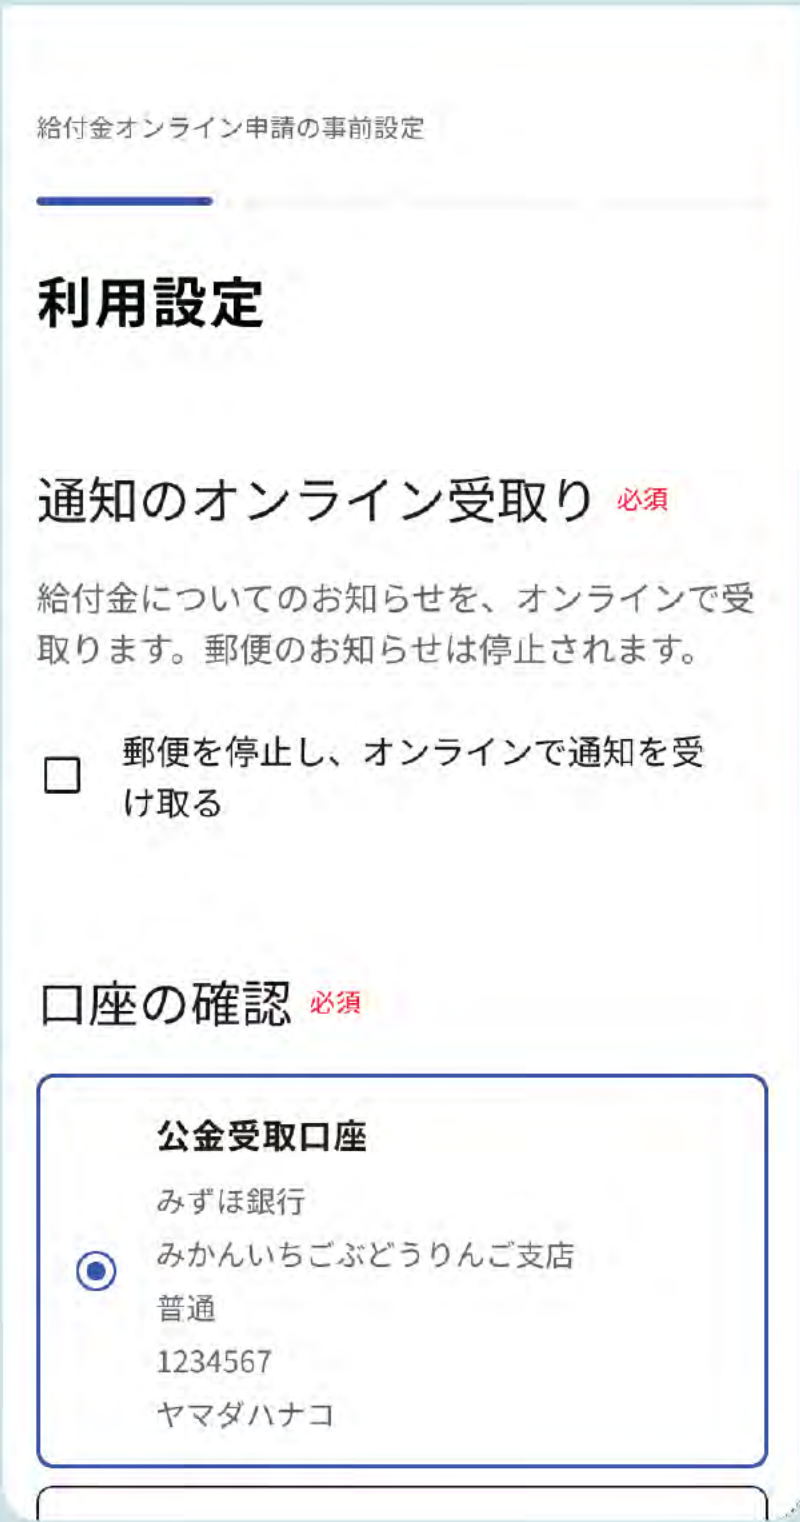 給付金オンライン申請の事前設定
利用設定
通知のオンライン受取り 必須
給付金についてのお知らせを、オンラインで受
取ります。郵便のお知らせは停止されます。
郵便を停止し、オンラインで通知を受
け取る
口座の確認 必須
公金受取口座
みずほ銀行
みかんいちごぶどうりんご支店
普通
1234567
ヤマダハナコ